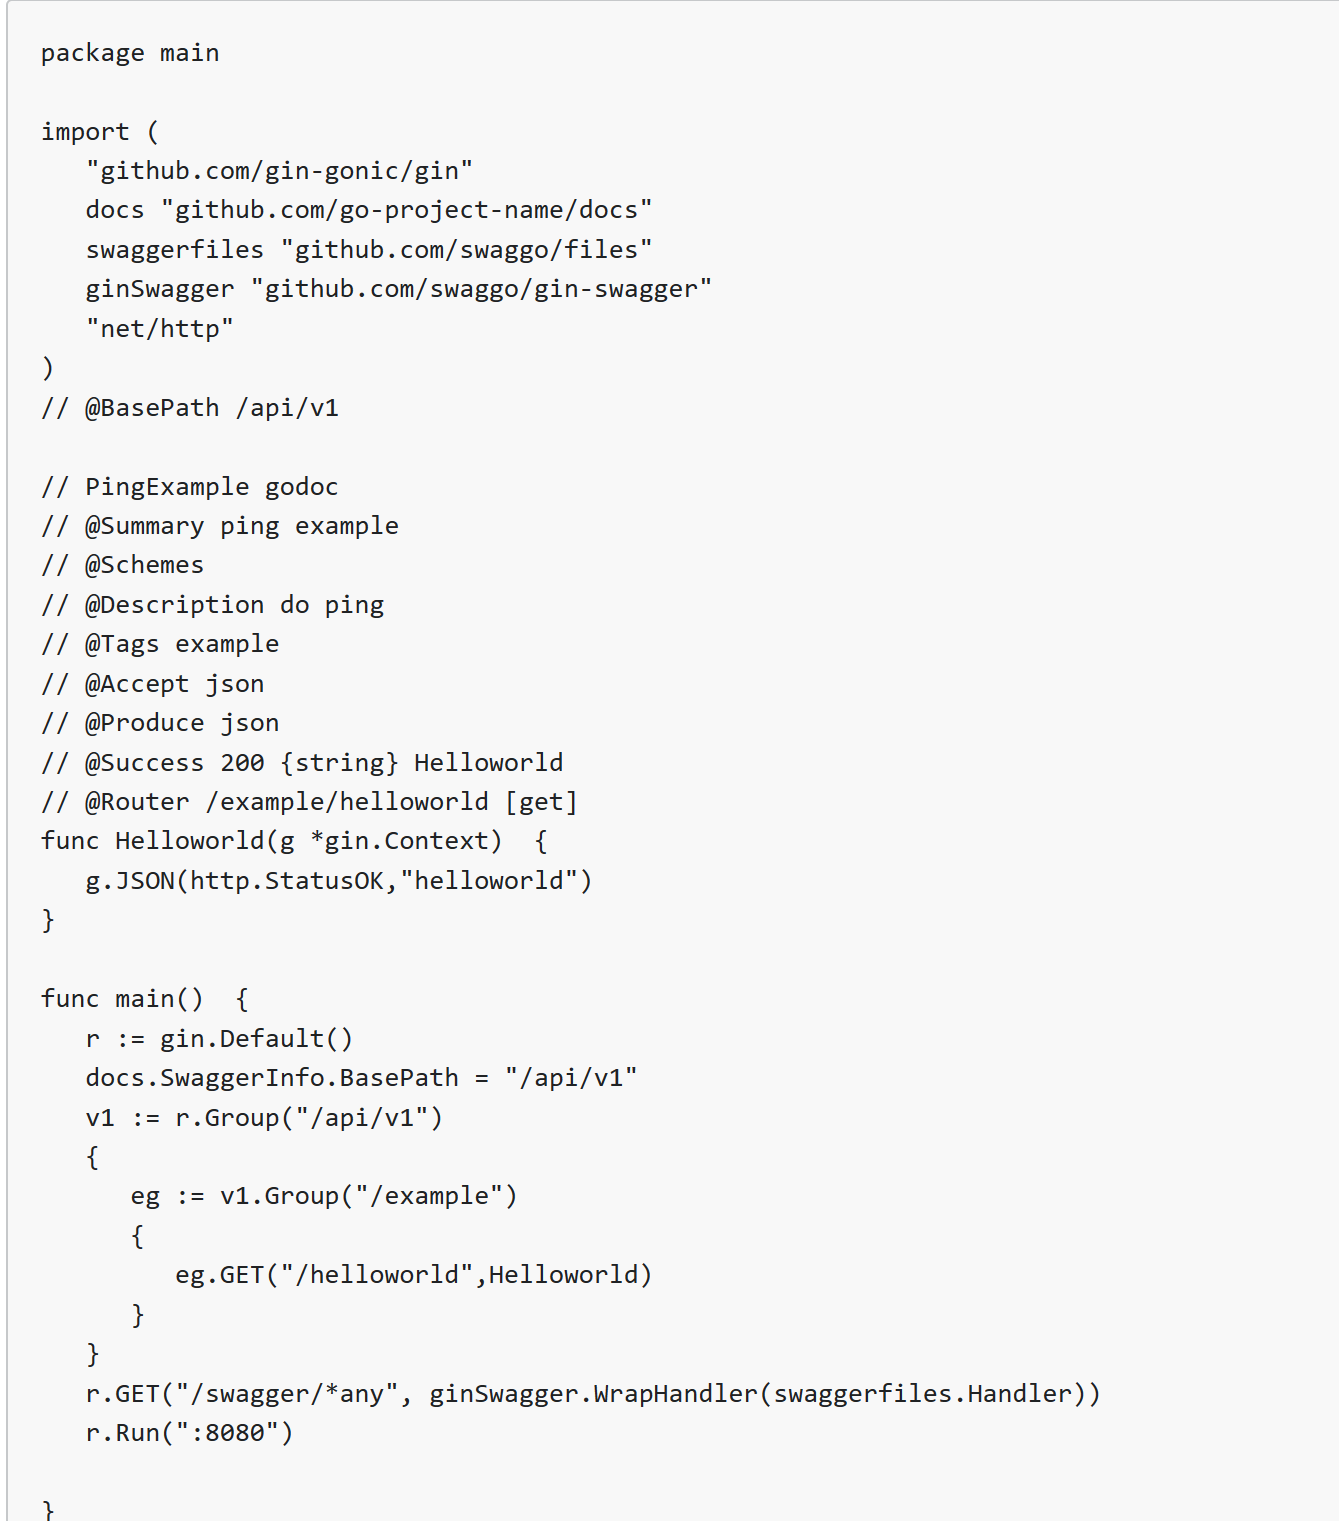 package main

import (
   "github.com/gin-gonic/gin"
   docs "github.com/go-project-name/docs"
   swaggerfiles "github.com/swaggo/files"
   ginSwagger "github.com/swaggo/gin-swagger"
   "net/http"
)
// @BasePath /api/v1

// PingExample godoc
// @Summary ping example
// @Schemes
// @Description do ping
// @Tags example
// @Accept json
// @Produce json
// @Success 200 {string} Helloworld
// @Router /example/helloworld [get]
func Helloworld(g *gin.Context)  {
   g.JSON(http.StatusOK,"helloworld")
}

func main()  {
   r := gin.Default()
   docs.SwaggerInfo.BasePath = "/api/v1"
   v1 := r.Group("/api/v1")
   {
      eg := v1.Group("/example")
      {
         eg.GET("/helloworld",Helloworld)
      }
   }
   r.GET("/swagger/*any", ginSwagger.WrapHandler(swaggerfiles.Handler))
   r.Run(":8080")

}